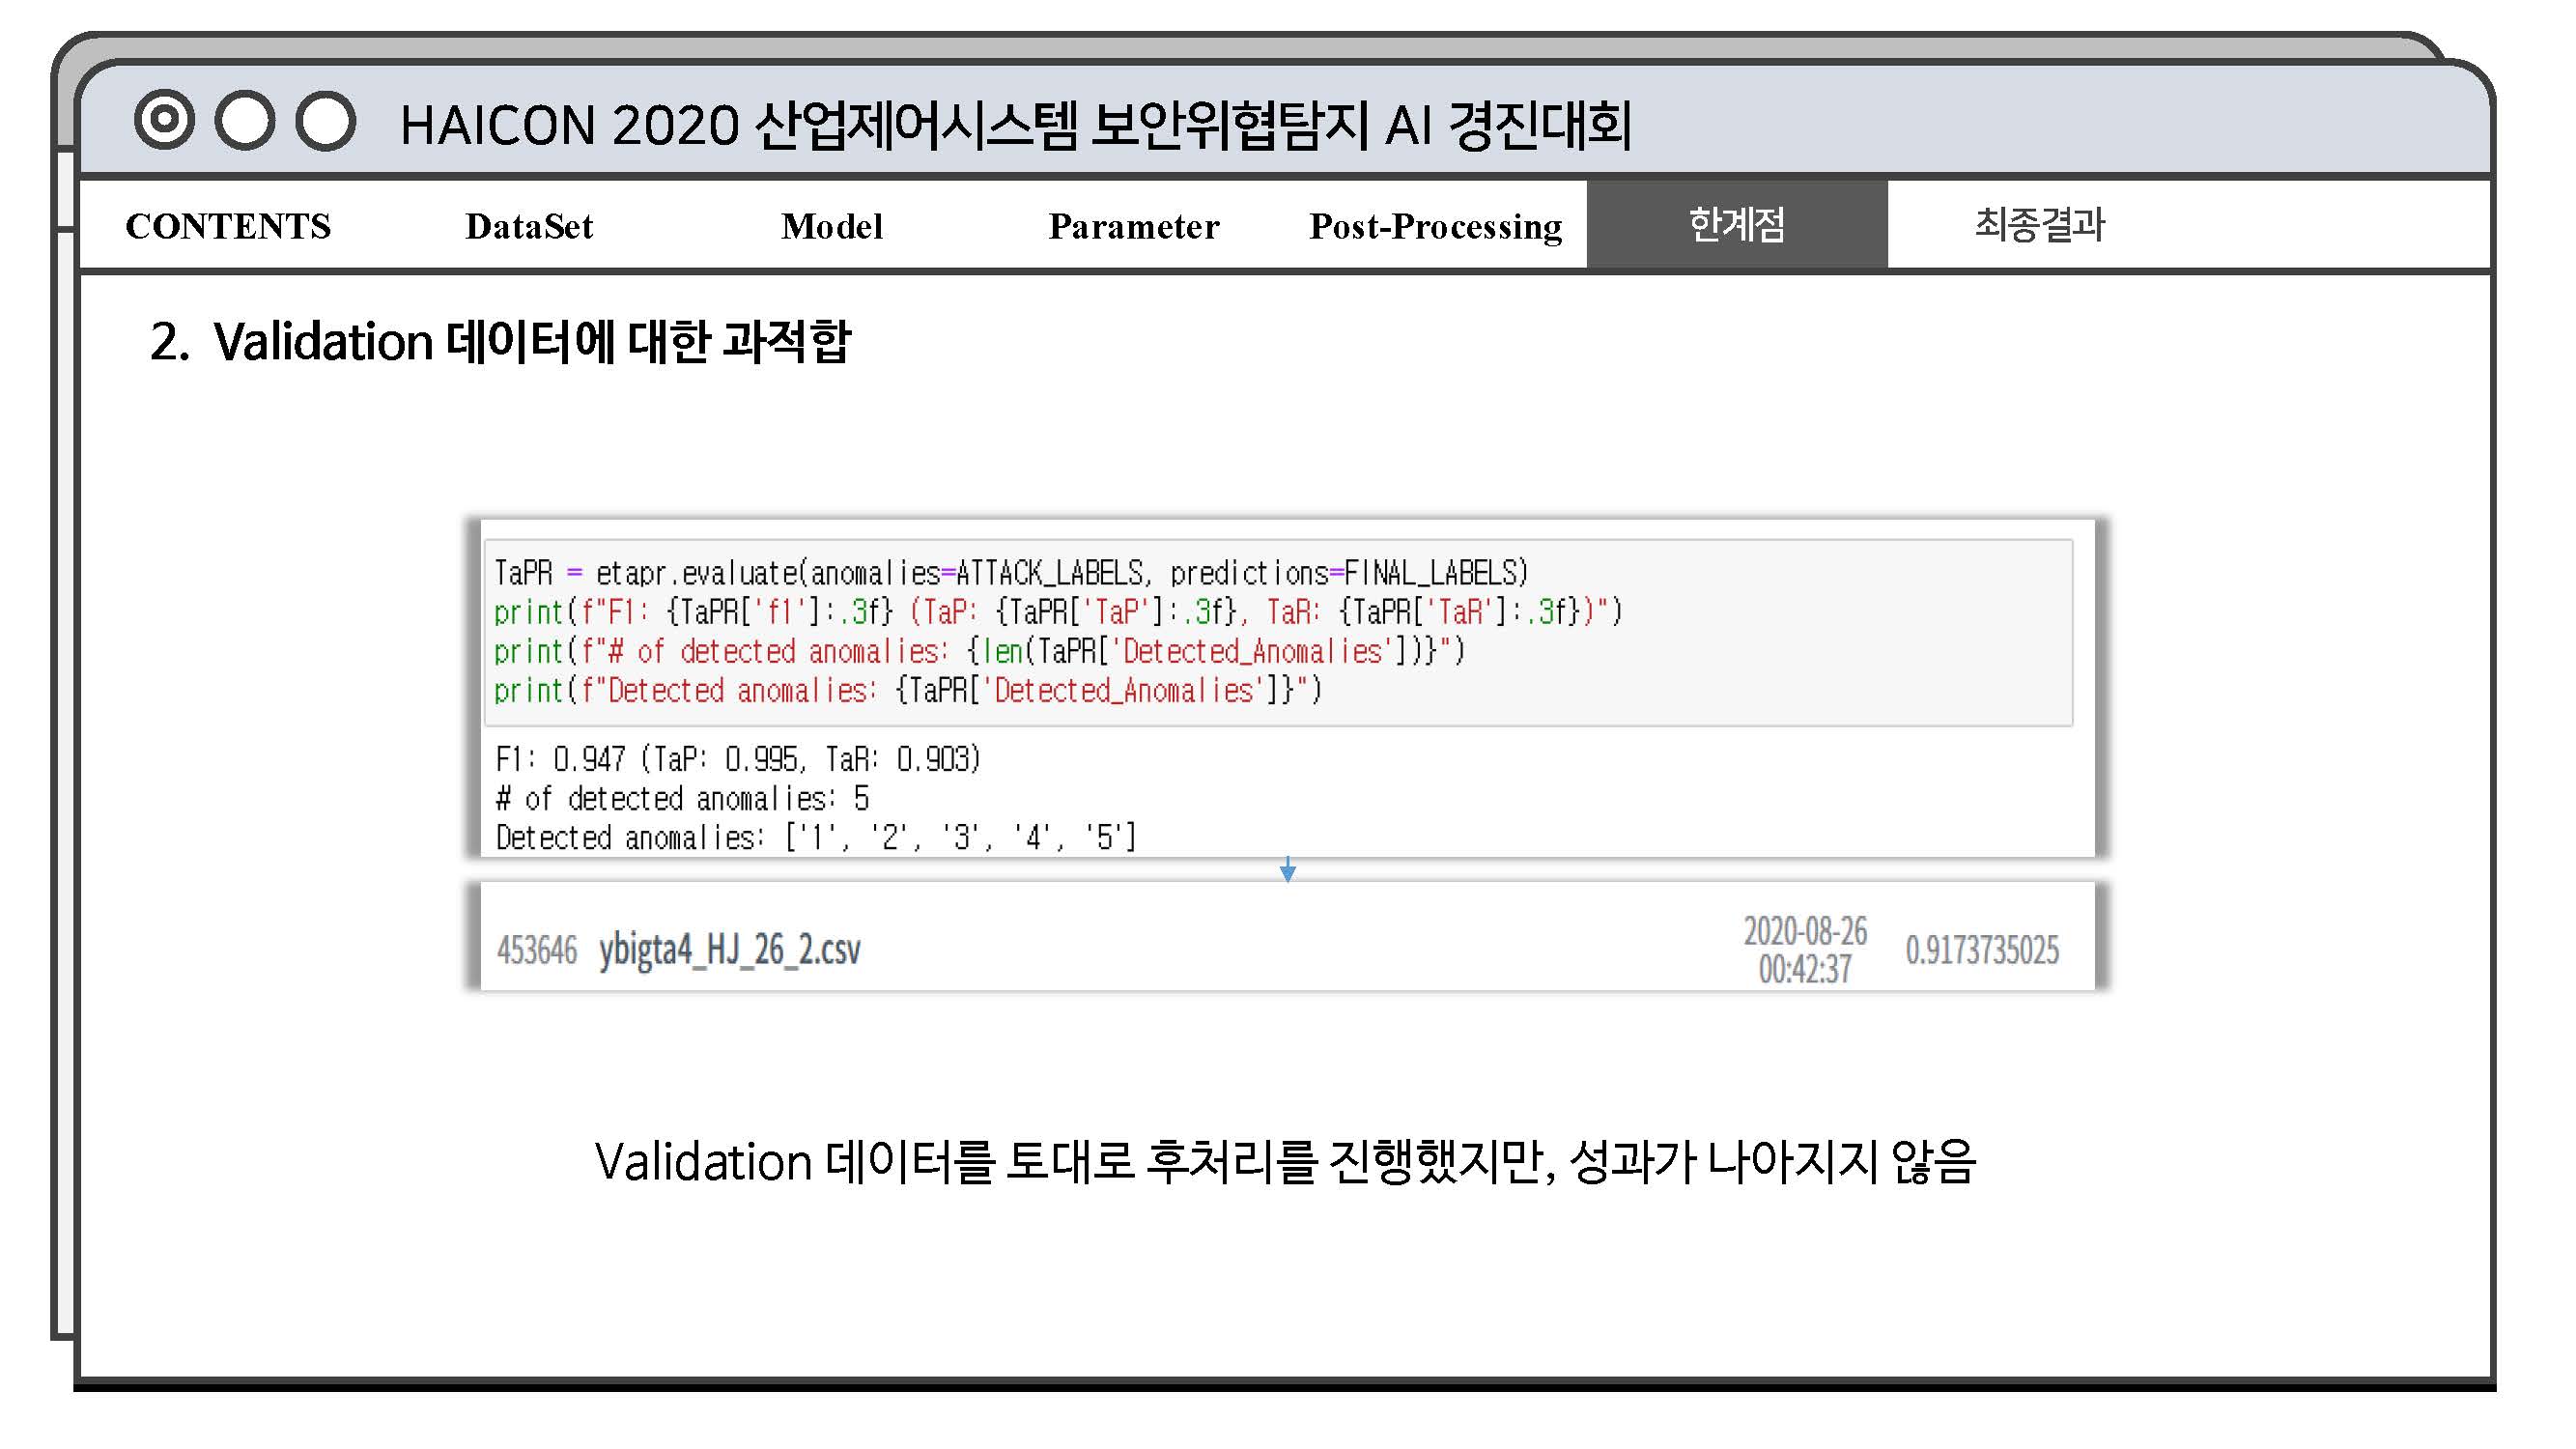 HAICON 2020 산업제어시스템 보안위협탐지 AI 경진대회
CONTENTS DataSet Model Parameter Post-Processing 한계점 최종결과
2. Validation 데이터에 대한 과적합
TaPR = etapr.evaluate(anomalies=ATTACK_LABELS, predictions=FINAL_LABELS)
print(f"F1: {TaPR['f1']:.3f} (TaP: {TaPR['TaP']:.3f}, TaR: {TaPR['TaR']:.3f})")
print(f"# of detected anomalies: {len(TaPR['Detected_Anomalies'])}")
print(f"Detected anomalies: {TaPR['Detected_Anomalies']}")
F1: 0.947 (TaP: 0.995, TaR: 0.903)
# of detected anomalies: 5
Detected anomalies: ['1', '2', '3', '4', '5']
453646 ybigta4_HJ_26_2.csv 2020-08-26 0.9173735025
00:42:37
Validation 데이터를 토대로 후처리를 진행했지만, 성과가 나아지지 않음